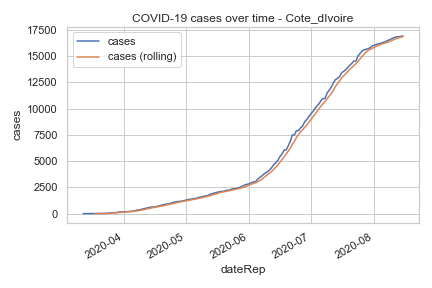 COVID-19 cases over time - Cote_dIvoire
cases
cases (rolling)
17500
15000
12500
10000
7500
5000
2500
0
cases
2020-04
2020-05
2020-06
2020-07
2020-08
dateRep